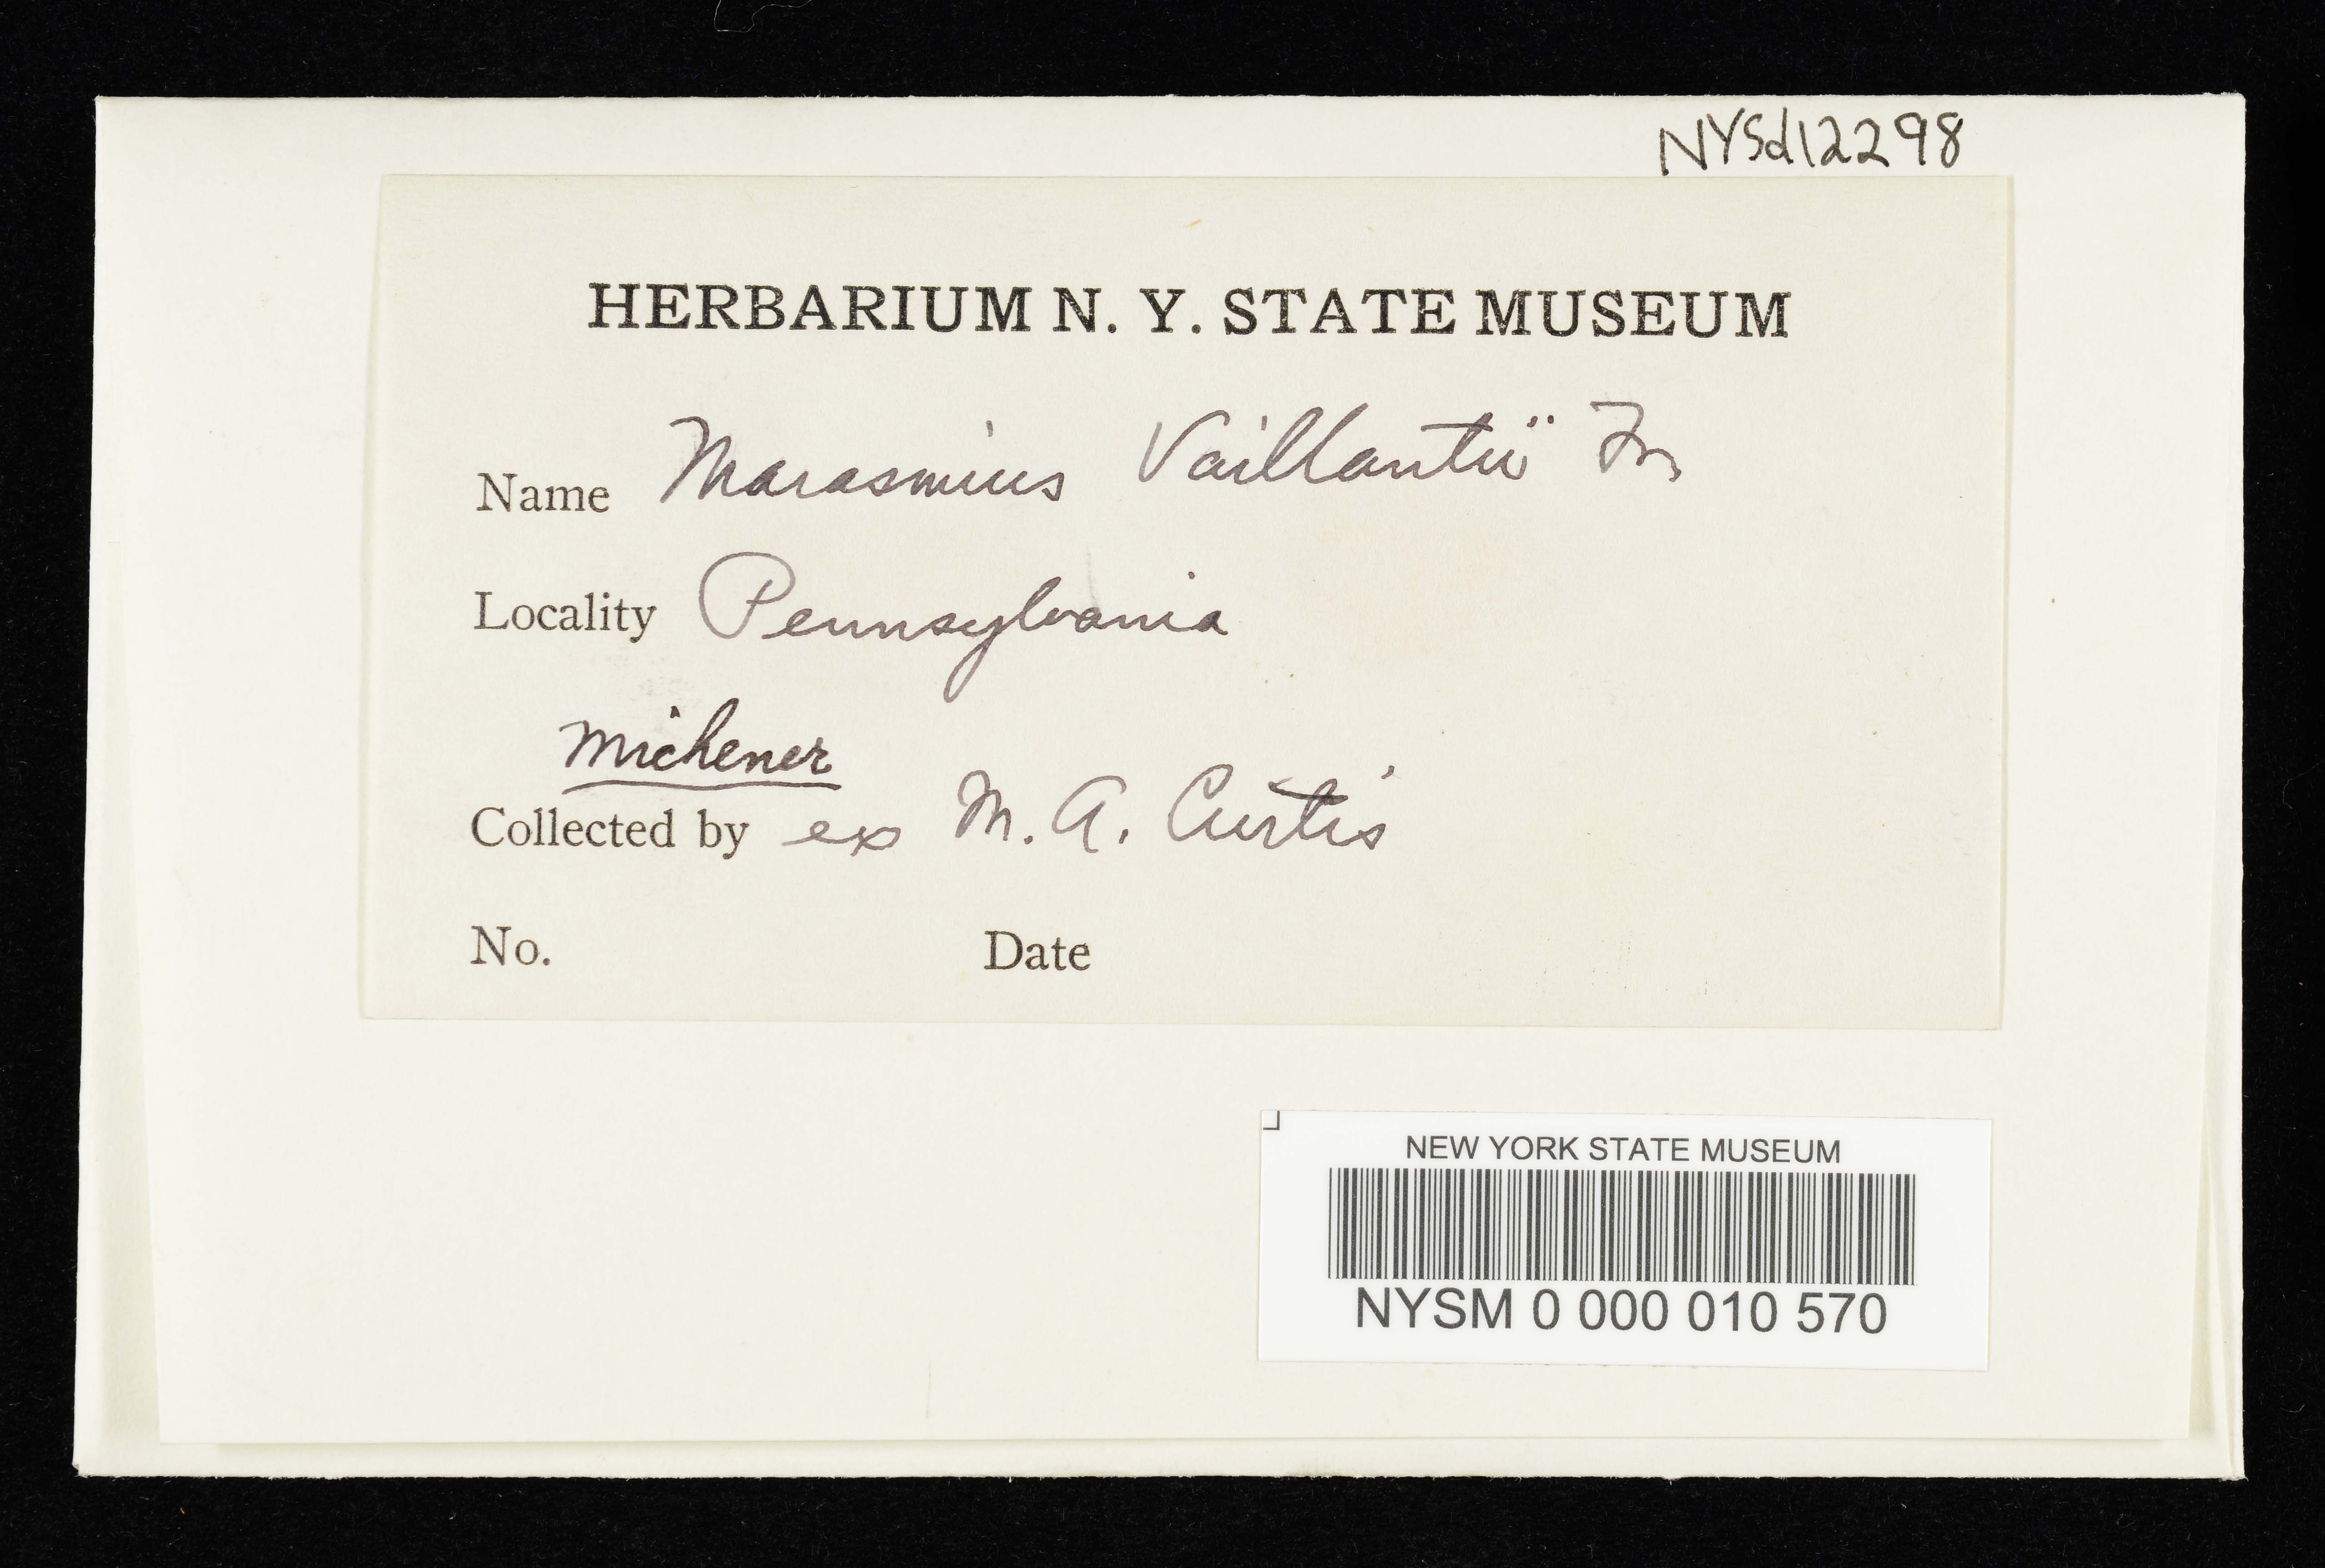 NYSd12298
HERBARIUM N. Y. STATE MUSEUM
Name Marasmius Vaillantii Fr.
Locality Pennsylvania
Michener
Collected by ex M. A. Curtis
No. Date
NEW YORK STATE MUSEUM
NYSM 0 000 010 570